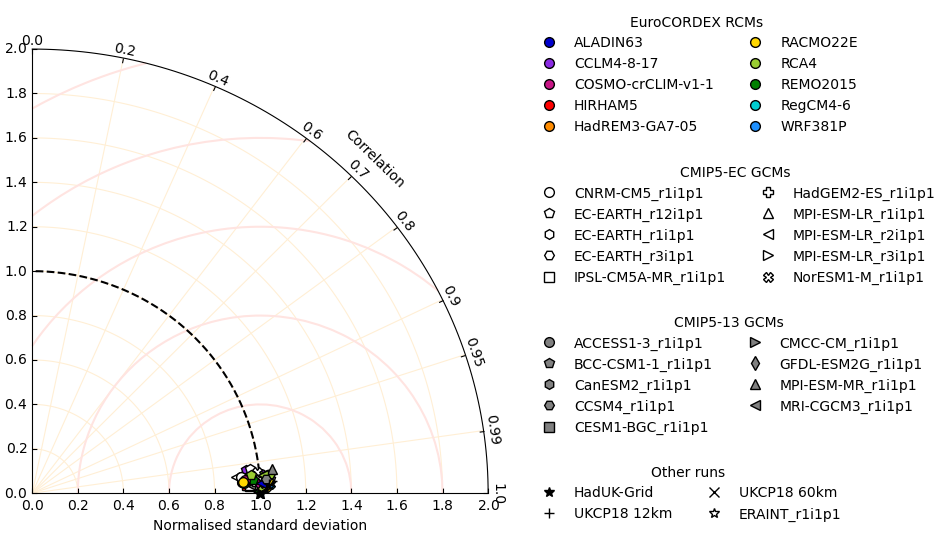 0.0
0.2
0.4
0.6
0.7
0.8
0.9
0.95
0.99
1.0
Correlation
2.0
1.8
1.6
1.4
1.2
1.0
0.8
0.6
0.4
0.2
0.0
0.0 0.2 0.4 0.6 0.8 1.0 1.2 1.4 1.6 1.8 2.0
Normalised standard deviation
EuroCORDEX RCMs
ALADIN63 RACMO22E
CCLM4-8-17 RCA4
COSMO-crCLIM-v1-1 REMO2015
HIRHAM5 RegCM4-6
HadREM3-GA7-05 WRF381P
CMIP5-EC GCMs
CNRM-CM5_r1i1p1 HadGEM2-ES_r1i1p1
EC-EARTH_r12i1p1 MPI-ESM-LR_r1i1p1
EC-EARTH_r1i1p1 MPI-ESM-LR_r2i1p1
EC-EARTH_r3i1p1 MPI-ESM-LR_r3i1p1
IPSL-CM5A-MR_r1i1p1 NorESM1-M_r1i1p1
CMIP5-13 GCMs
ACCESS1-3_r1i1p1 CMCC-CM_r1i1p1
BCC-CSM1-1_r1i1p1 GFDL-ESM2G_r1i1p1
CanESM2_r1i1p1 MPI-ESM-MR_r1i1p1
CCSM4_r1i1p1 MRI-CGCM3_r1i1p1
CESM1-BGC_r1i1p1
Other runs
HadUK-Grid UKCP18 60km
UKCP18 12km ERAINT_r1i1p1